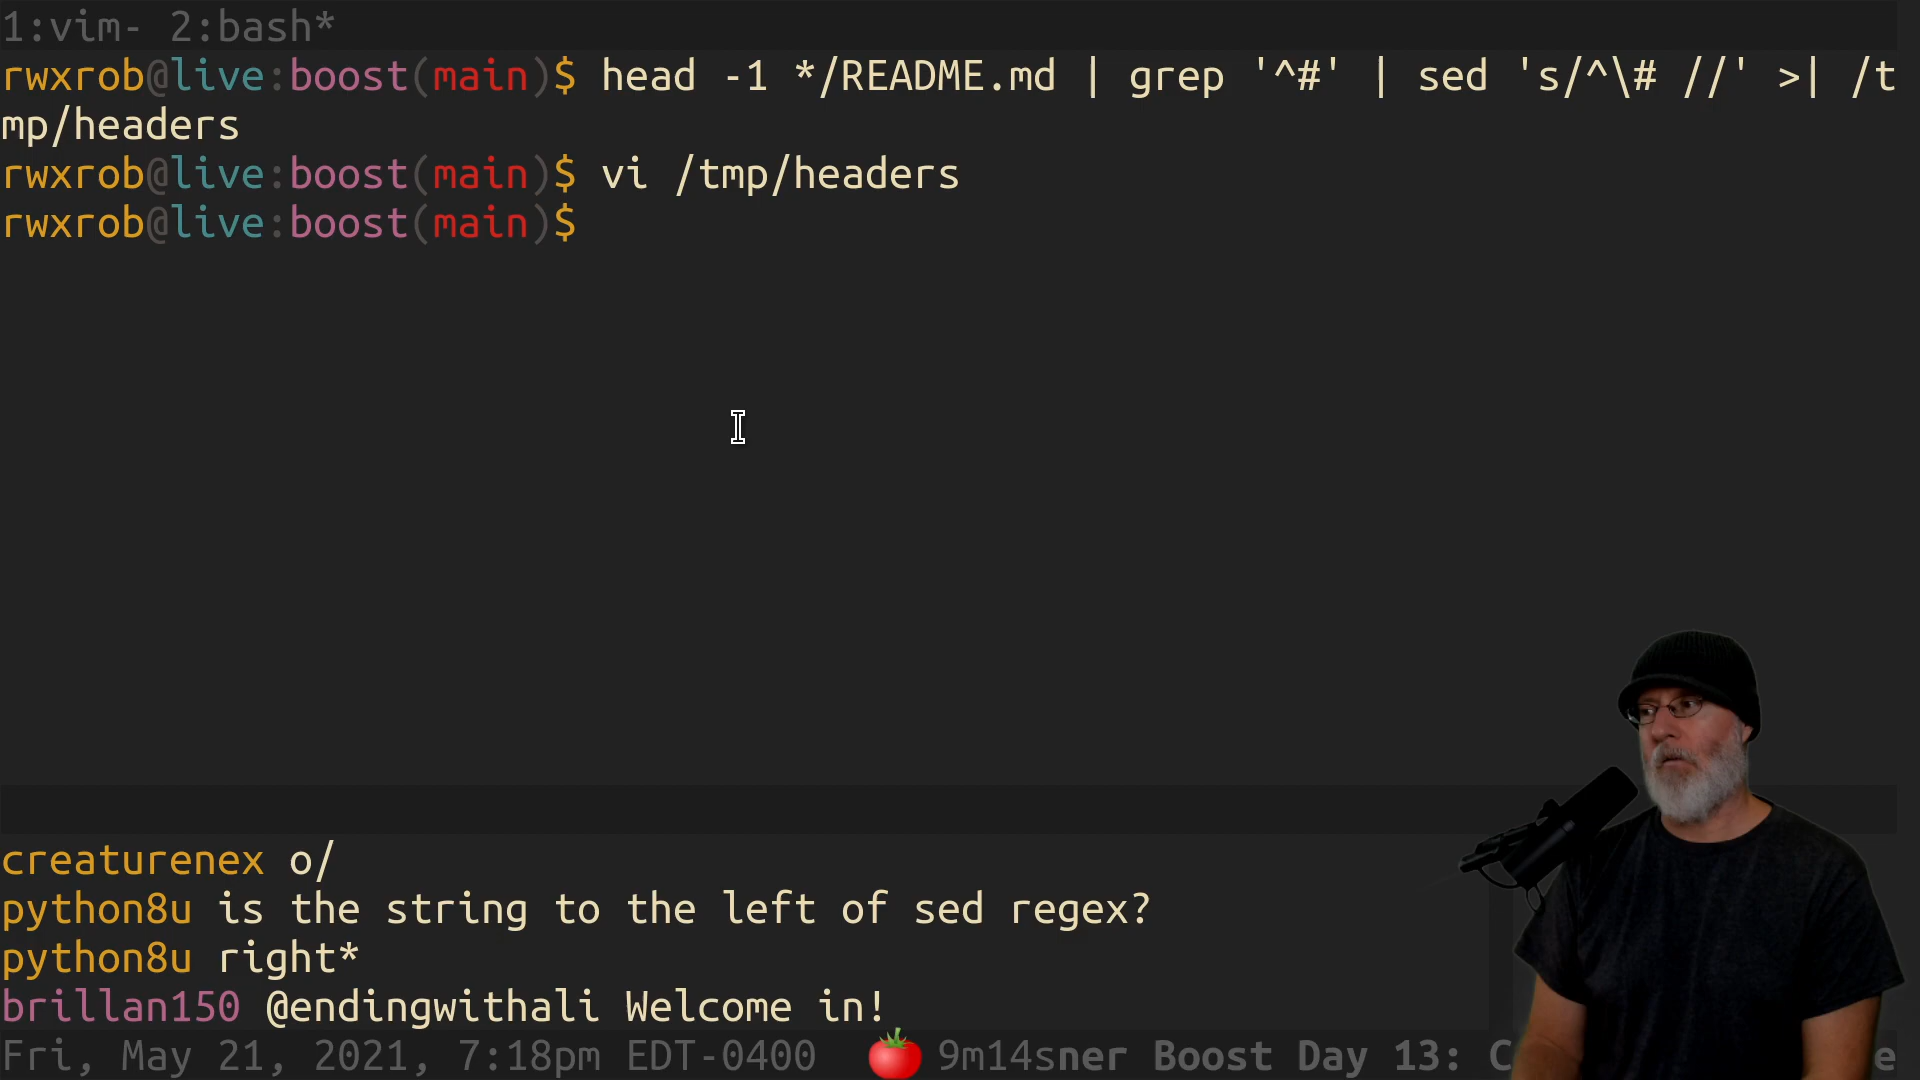 1:vim- 2:bash*
rwxrob@live:boost(main)$ head -1 */README.md | grep '^#' | sed 's/^\# //' >| /t
mp/headers
rwxrob@live:boost(main)$ vi /tmp/headers
rwxrob@live:boost(main)$
creaturenex o/
python8u is the string to the left of sed regex?
python8u right*
brillan150 @endingwithali Welcome in!
Fri, May 21, 2021, 7:18pm EDT-0400 🍅 9m14sner Boost Day 13: C e